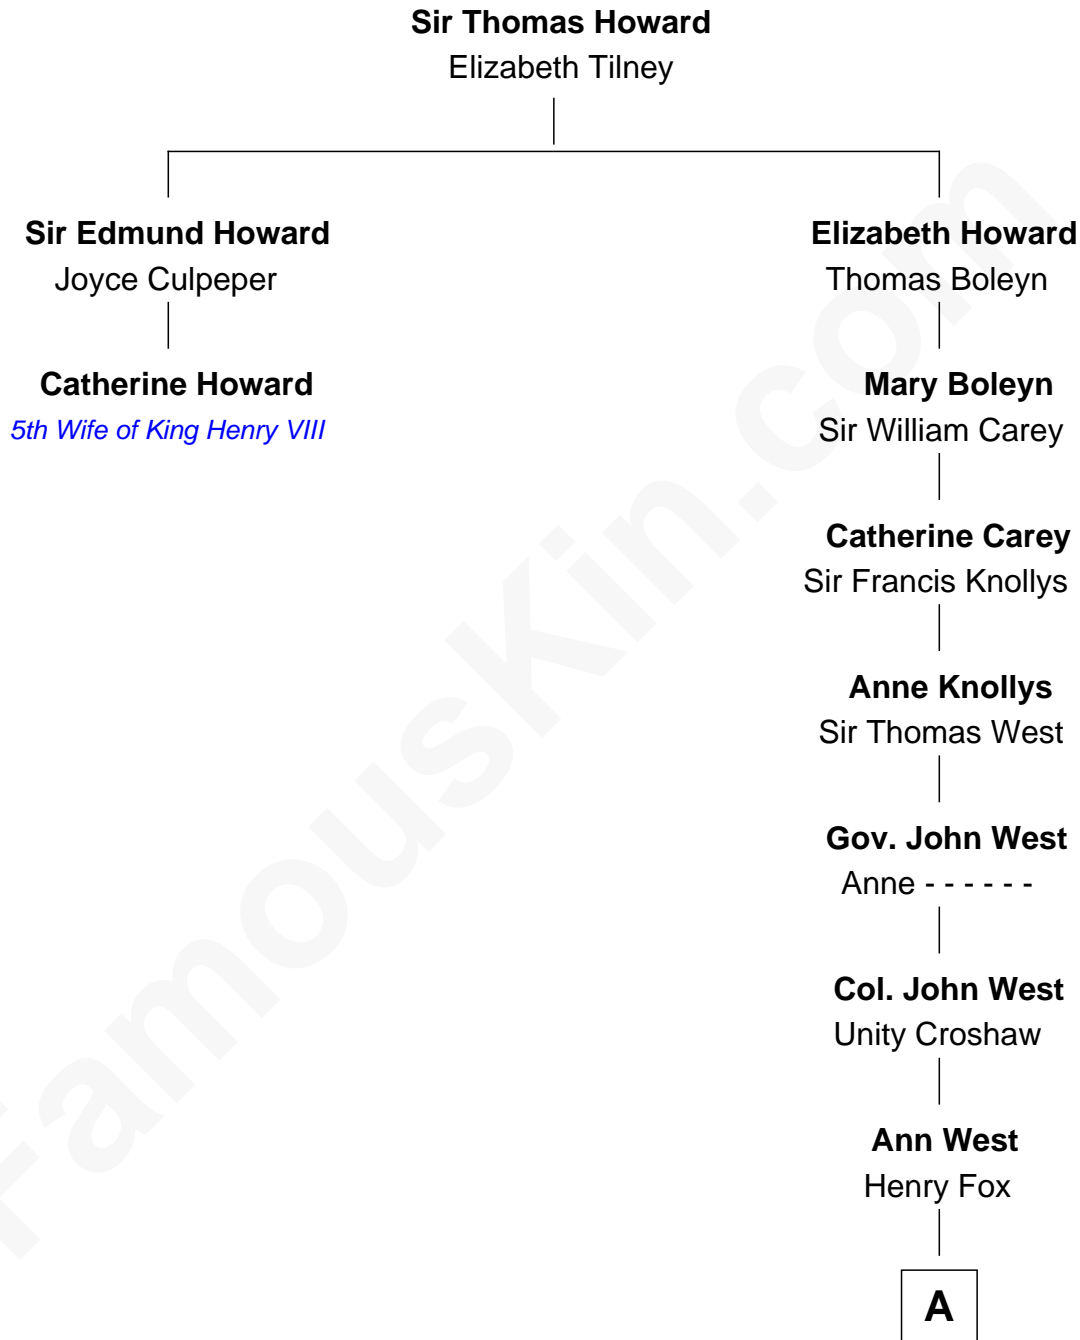 Sir Thomas Howard
Elizabeth Tilney
Sir Edmund Howard
Joyce Culpeper
Catherine Howard
5th Wife of King Henry VIII
Elizabeth Howard
Thomas Boleyn
Mary Boleyn
Sir William Carey
Catherine Carey
Sir Francis Knollys
Anne Knollys
Sir Thomas West
Gov. John West
Anne - - - - - -
Col. John West
Unity Croshaw
Ann West
Henry Fox
A
FamousKin.com